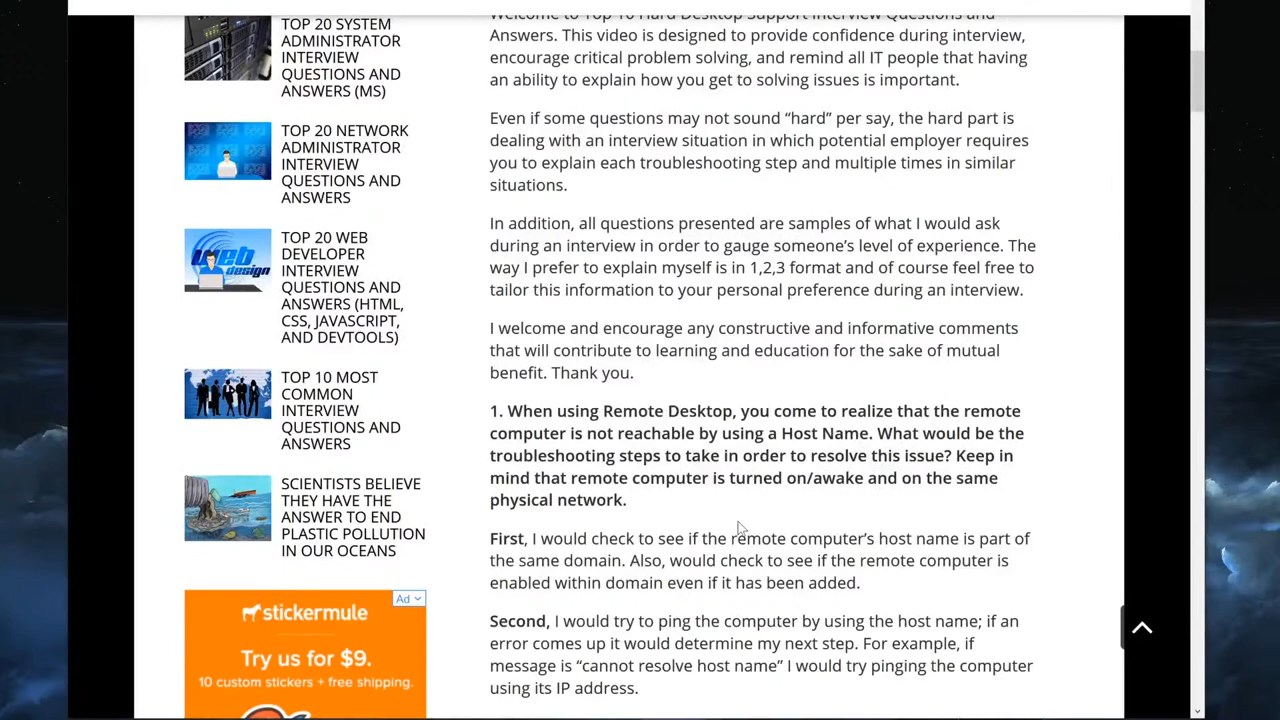 TOP 20 SYSTEM
ADMINISTRATOR
INTERVIEW
QUESTIONS AND
ANSWERS (MS)
TOP 20 NETWORK
ADMINISTRATOR
INTERVIEW
QUESTIONS AND
ANSWERS
TOP 20 WEB
DEVELOPER
INTERVIEW
QUESTIONS AND
ANSWERS (HTML,
CSS, JAVASCRIPT,
AND DEVTOOLS)
web
design
TOP 10 MOST
COMMON
INTERVIEW
QUESTIONS AND
ANSWERS
SCIENTISTS BELIEVE
THEY HAVE THE
ANSWER TO END
PLASTIC POLLUTION
IN OUR OCEANS
Ad
stickermule
Try us for $9.
10 custom stickers + free shipping.
Welcome to Top 10 Hard Desktop Support Interview Questions and
Answers. This video is designed to provide confidence during interview,
encourage critical problem solving, and remind all IT people that having
an ability to explain how you get to solving issues is important.
Even if some questions may not sound “hard” per say, the hard part is
dealing with an interview situation in which potential employer requires
you to explain each troubleshooting step and multiple times in similar
situations.
In addition, all questions presented are samples of what I would ask
during an interview in order to gauge someone’s level of experience. The
way I prefer to explain myself is in 1,2,3 format and of course feel free to
tailor this information to your personal preference during an interview.
I welcome and encourage any constructive and informative comments
that will contribute to learning and education for the sake of mutual
benefit. Thank you.
1. When using Remote Desktop, you come to realize that the remote
computer is not reachable by using a Host Name. What would be the
troubleshooting steps to take in order to resolve this issue? Keep in
mind that remote computer is turned on/awake and on the same
physical network.
First, I would check to see if the remote computer’s host name is part of
the same domain. Also, would check to see if the remote computer is
enabled within domain even if it has been added.
Second, I would try to ping the computer by using the host name; if an
error comes up it would determine my next step. For example, if
message is “cannot resolve host name” I would try pinging the computer
using its IP address.